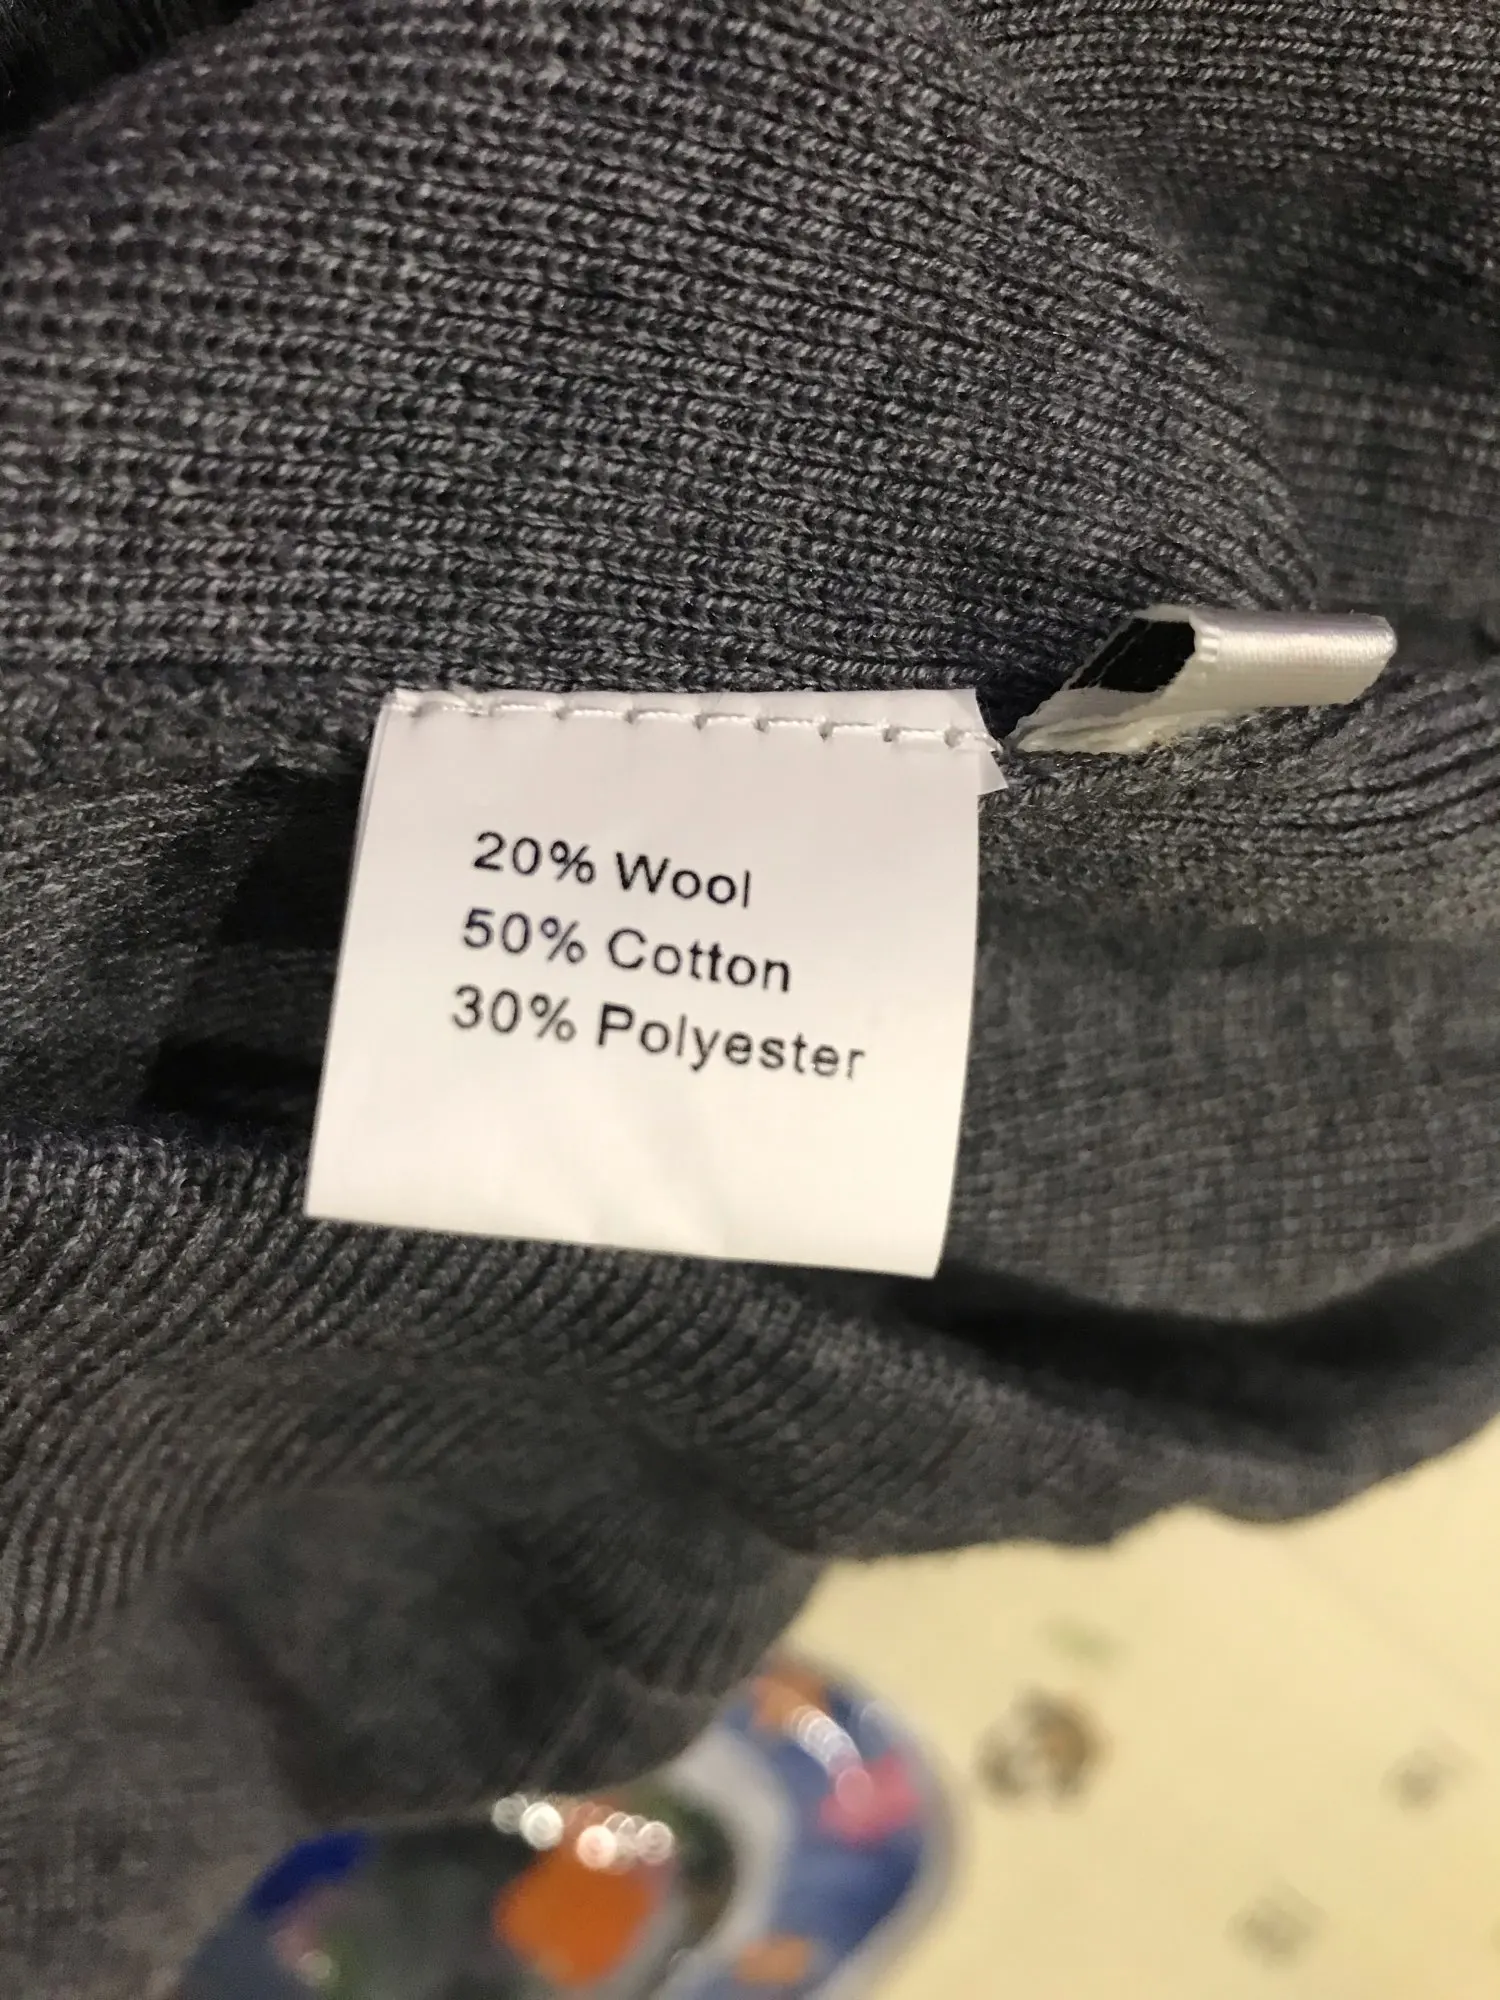 20% Wool
50% Cotton
30% Polyester